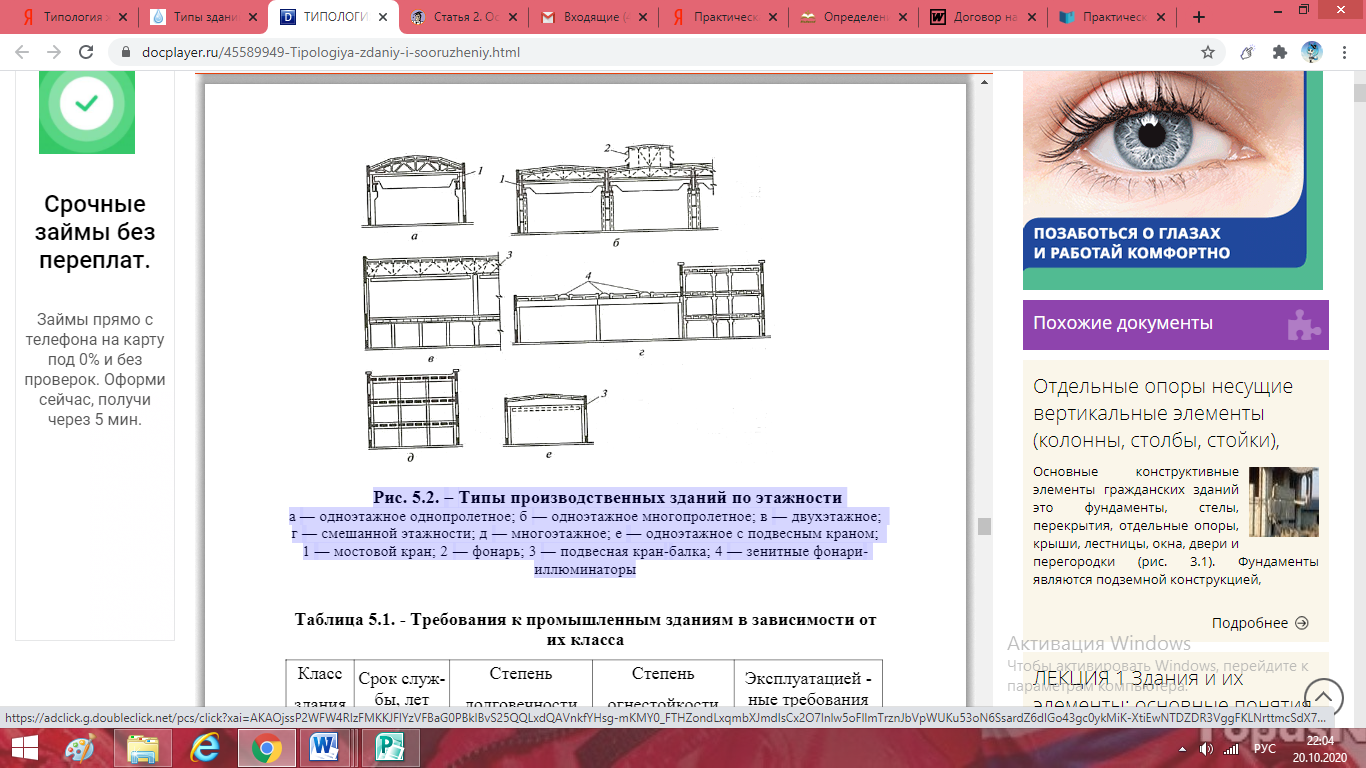 Типология з
Типы здани
ТИПОЛОГИ
Статья 2. Ос
Входящие (
Практическ
Определен
Договор на
Практическ
docplayer.ru/45589949-Tipologiya-zdaniy-i-sooruzheniy.html
Срочные
займы без
переплат.
Займы прямо с
телефона на карту
под 0% и без
проверок. Оформи
сейчас, получи
через 5 мин.
1
а
2
1
б
3
в
4
г
д
3
е
Рис. 5.2. – Типы производственных зданий по этажности
а — одноэтажное однопролетное; б — одноэтажное многопролетное; в — двухэтажное;
г — смешанной этажности; д — многоэтажное; е — одноэтажное с подвесным краном;
1 — мостовой кран; 2 — фонарь; 3 — подвесная кран-балка; 4 — зенитные фонари-
иллюминаторы
Таблица 5.1. - Требования к промышленным зданиям в зависимости от
их класса
Класс
здания
Срок служ-
бы, лет
Степень
долговечности
Степень
огнестойкости
Эксплуатацией -
ные требования
ПОЗАБОТЬСЯ О ГЛАЗАХ
И РАБОТАЙ КОМФОРТНО
Похожие документы
Отдельные опоры несущие
вертикальные элементы
(колонны, столбы, стойки),
Основные конструктивные
элементы гражданских зданий
это фундаменты, стелы,
перекрытия, отдельные опоры,
крыши, лестницы, окна, двери и
перегородки (рис. 3.1). Фундаменты
являются подземной конструкцией,
Подробнее
Активация Windows
Чтобы активировать Windows, перейдите к
параметрам компьютера.
ЛЕКЦИЯ 1 Здания и их
элементы: основные понятия
РУС
22:04
20.10.2020